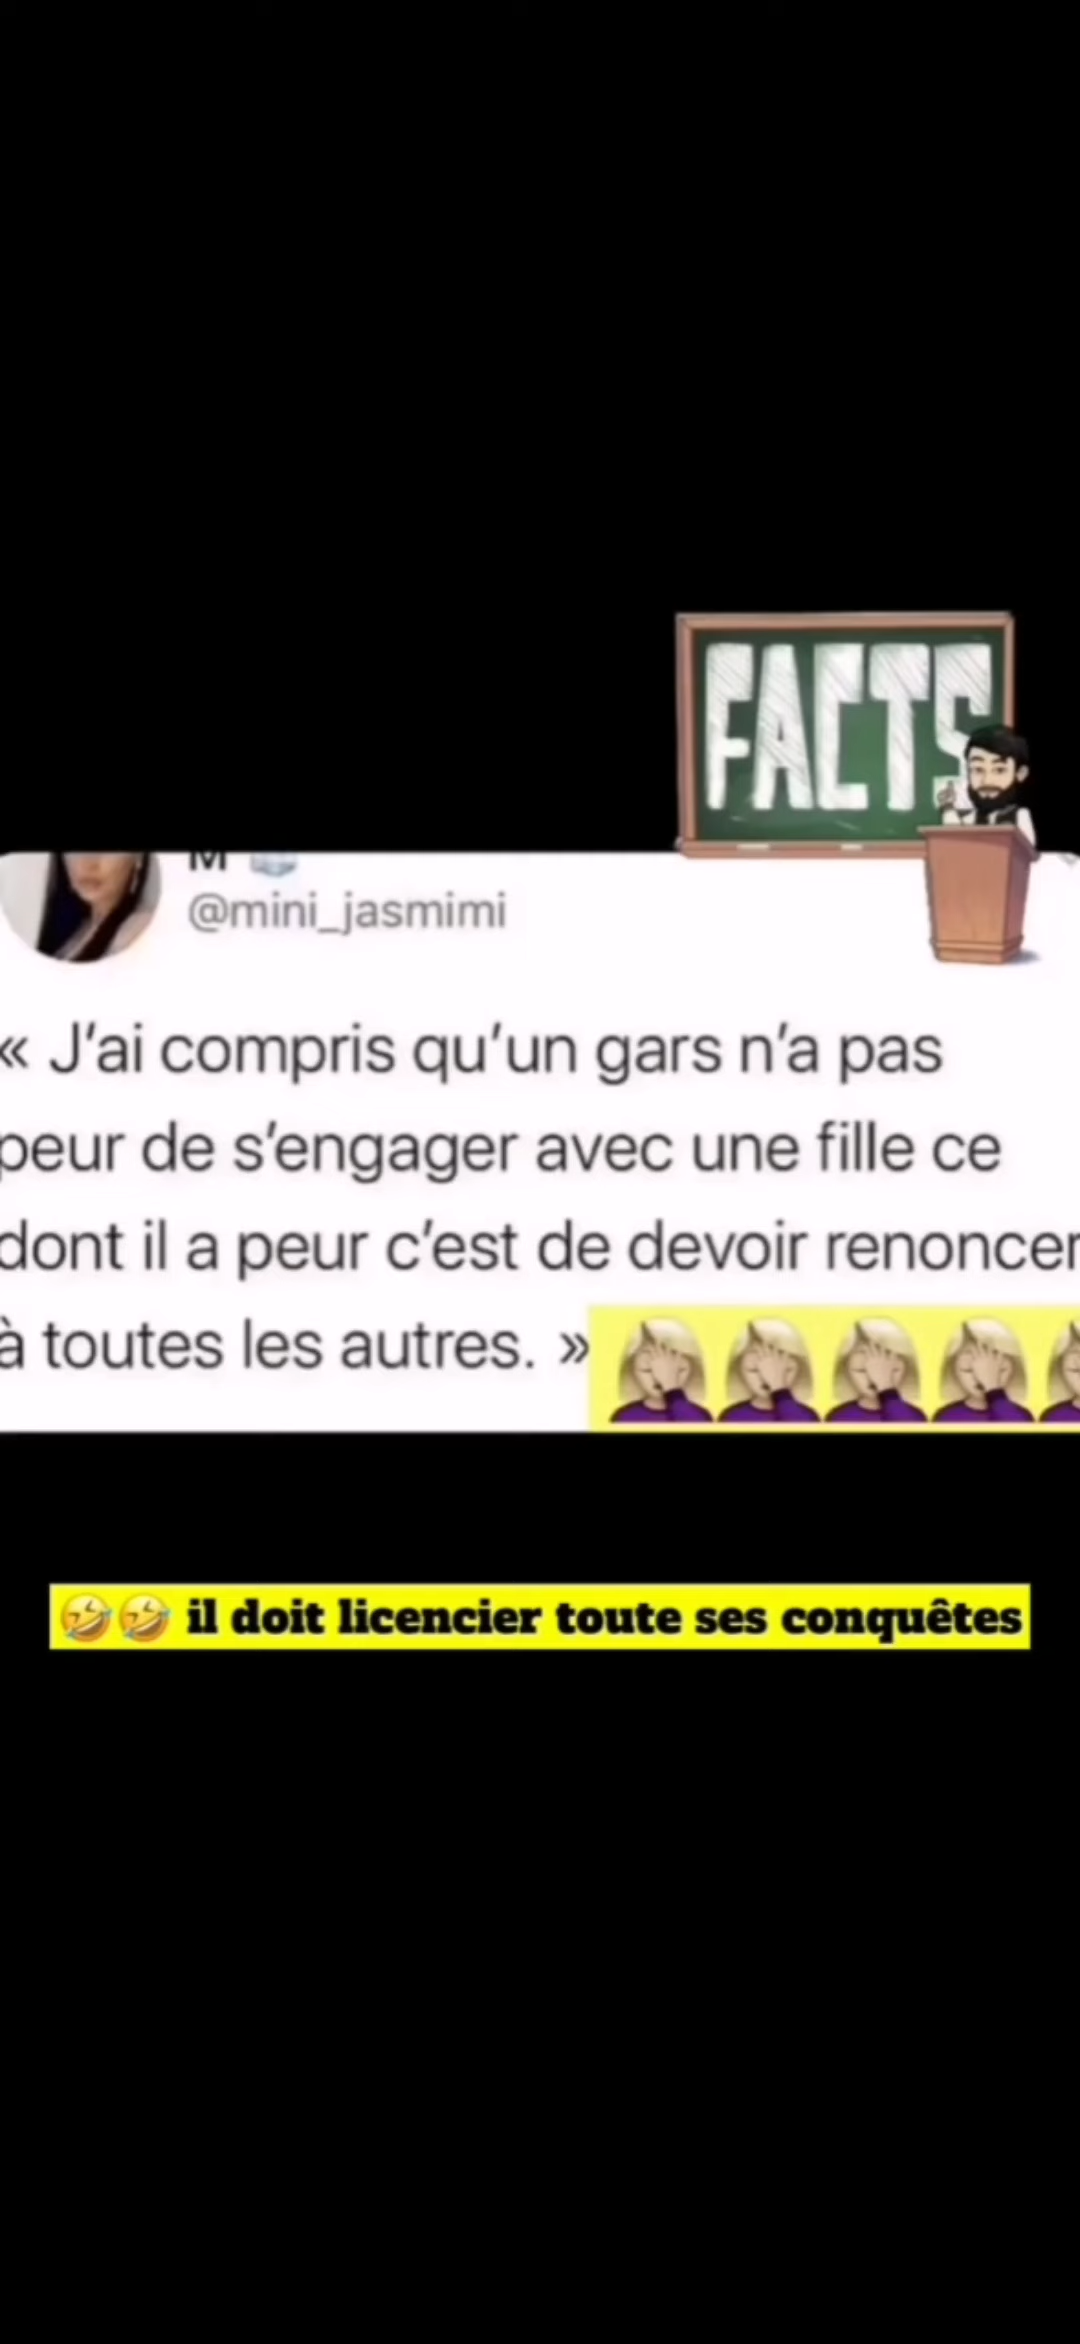 FACTS
M
@mini_jasmimi
« J’ai compris qu’un gars n’a pas
peur de s’engager avec une fille ce
dont il a peur c’est de devoir renoncer
à toutes les autres. »🤦🏼‍♀️🤦🏼‍♀️🤦🏼‍♀️🤦🏼‍♀️🤦🏼‍♀️
🤣🤣 il doit licencier toute ses conquêtes